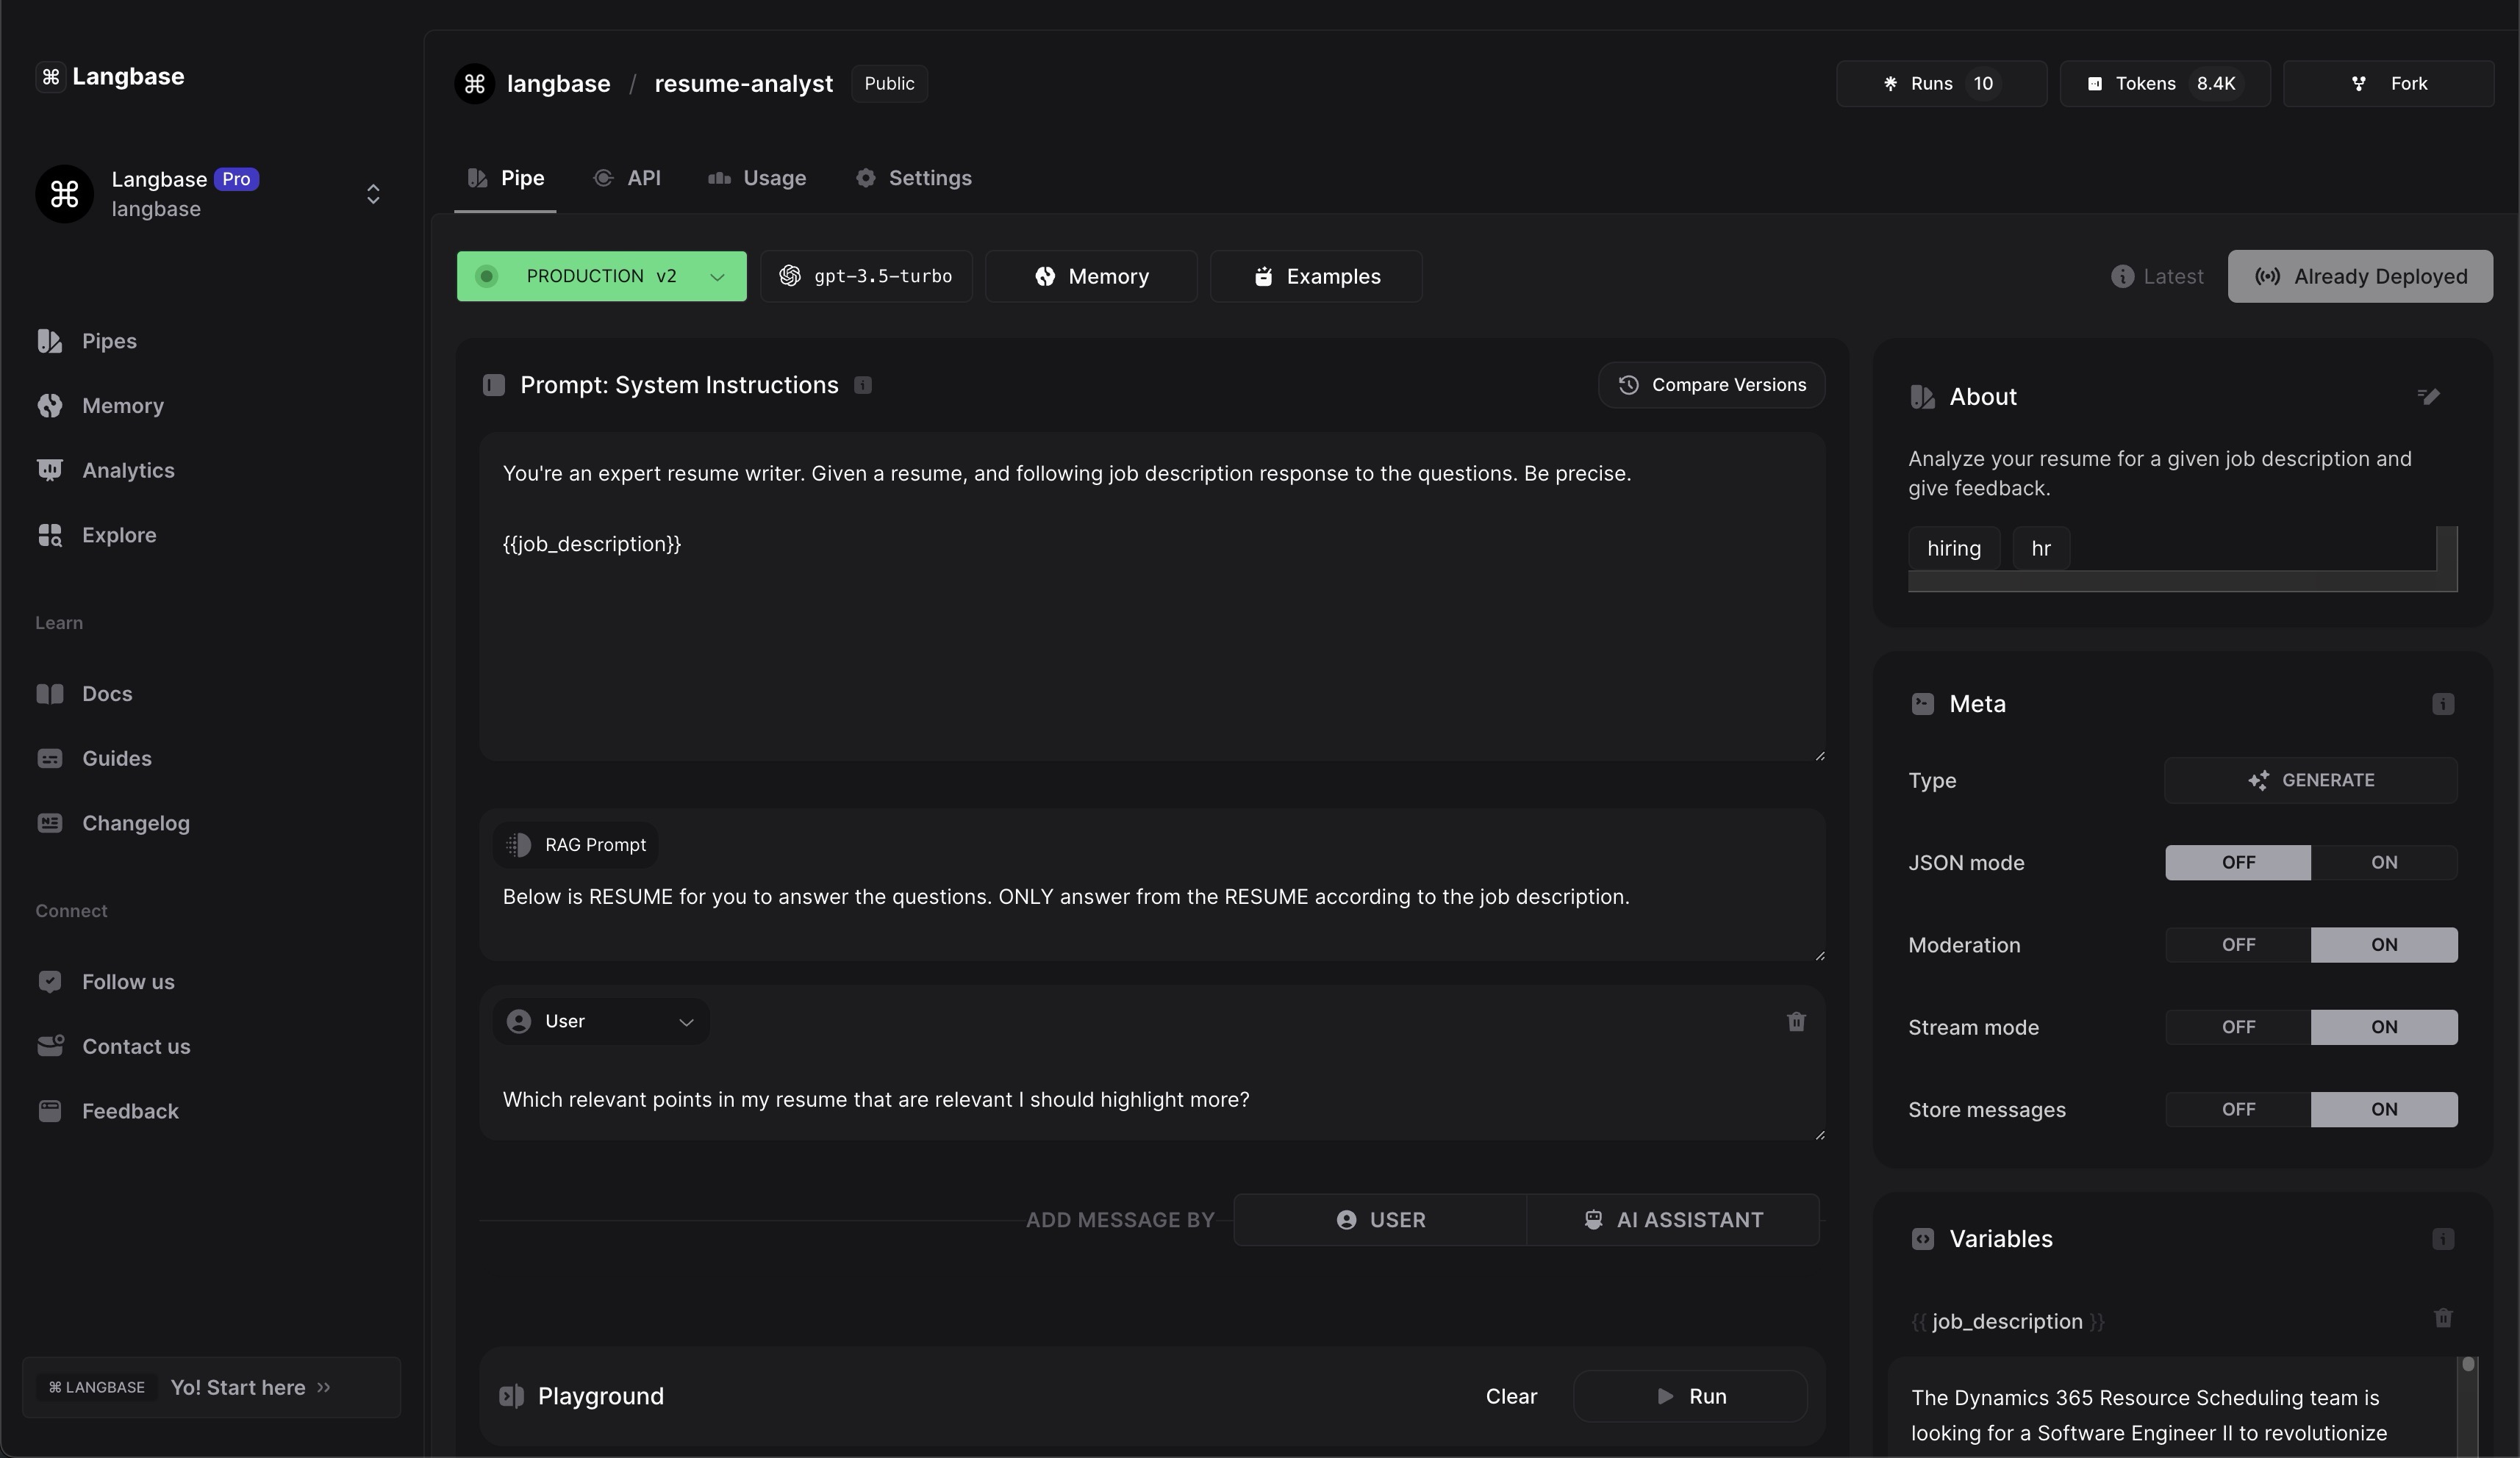 ⌘ Langbase
Langbase Pro
langbase
Pipes
Memory
Analytics
Explore
Learn
Docs
Guides
Changelog
Connect
Follow us
Contact us
Feedback
⌘ LANGBASE Yo! Start here »
langbase / resume-analyst Public
Runs 10
Tokens 8.4K
Fork
Pipe
API
Usage
Settings
PRODUCTION v2
gpt-3.5-turbo
Memory
Examples
Latest
Already Deployed
Prompt: System Instructions
Compare Versions
You're an expert resume writer. Given a resume, and following job description response to the questions. Be precise.
{{job_description}}
RAG Prompt
Below is RESUME for you to answer the questions. ONLY answer from the RESUME according to the job description.
User
Which relevant points in my resume that are relevant I should highlight more?
ADD MESSAGE BY
USER
AI ASSISTANT
Playground
Clear
Run
About
Analyze your resume for a given job description and
give feedback.
hiring
hr
Meta
Type GENERATE
JSON mode OFF ON
Moderation OFF ON
Stream mode OFF ON
Store messages OFF ON
Variables
{{ job_description }}
The Dynamics 365 Resource Scheduling team is
looking for a Software Engineer II to revolutionize